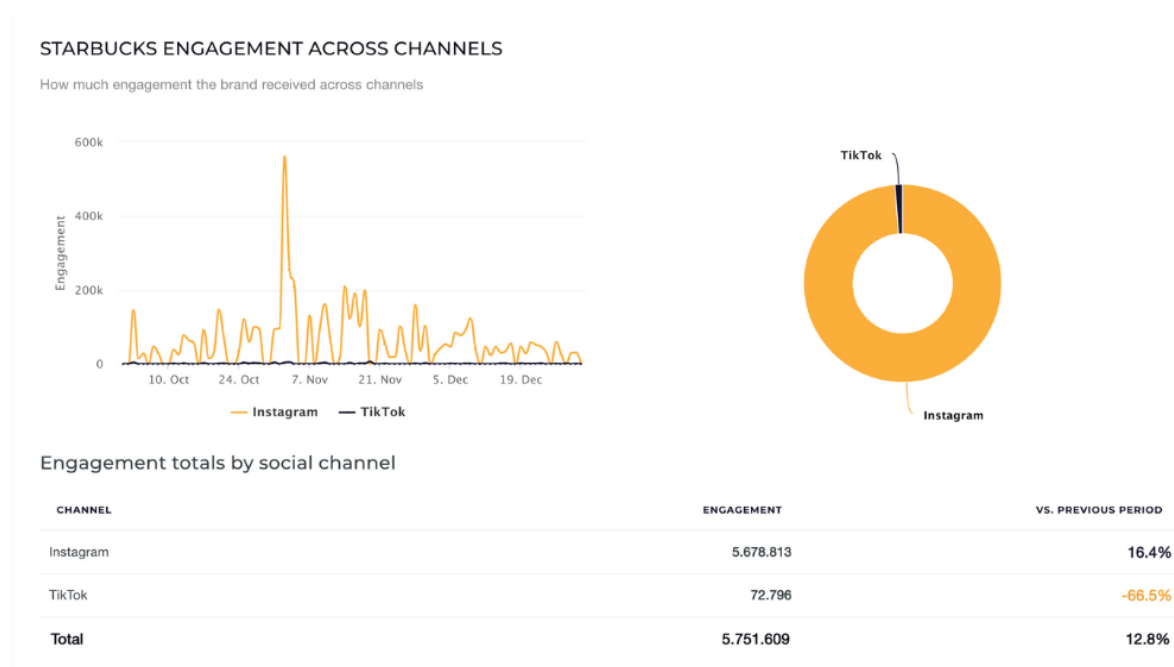 STARBUCKS ENGAGEMENT ACROSS CHANNELS
How much engagement the brand received across channels
600k
400k
200k
0
Engagement
10. Oct 24. Oct 7. Nov 21. Nov 5. Dec 19. Dec
Instagram TikTok
TikTok
Instagram
Engagement totals by social channel
CHANNEL ENGAGEMENT VS. PREVIOUS PERIOD
Instagram 5.678.813 16.4%
TikTok 72.796 -66.5%
Total 5.751.609 12.8%